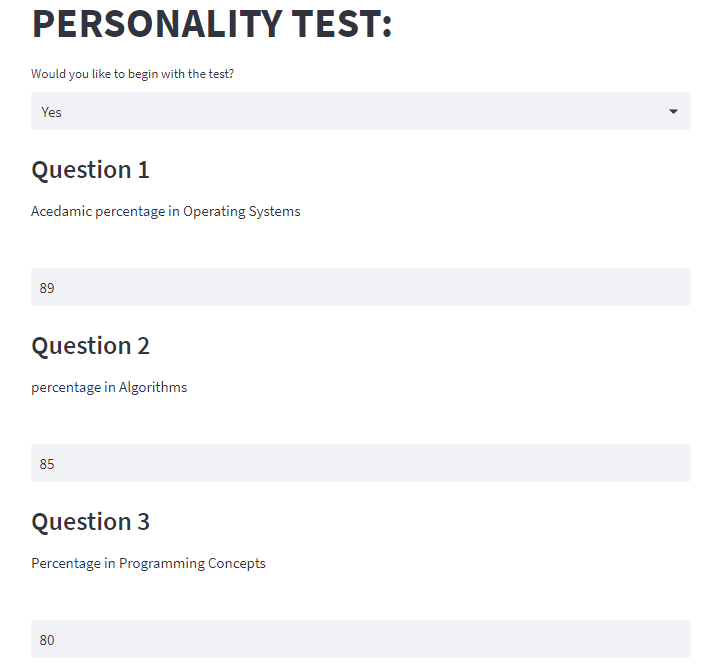 PERSONALITY TEST:
Would you like to begin with the test?
Yes
Question 1
Acedamic percentage in Operating Systems
89
Question 2
percentage in Algorithms
85
Question 3
Percentage in Programming Concepts
80